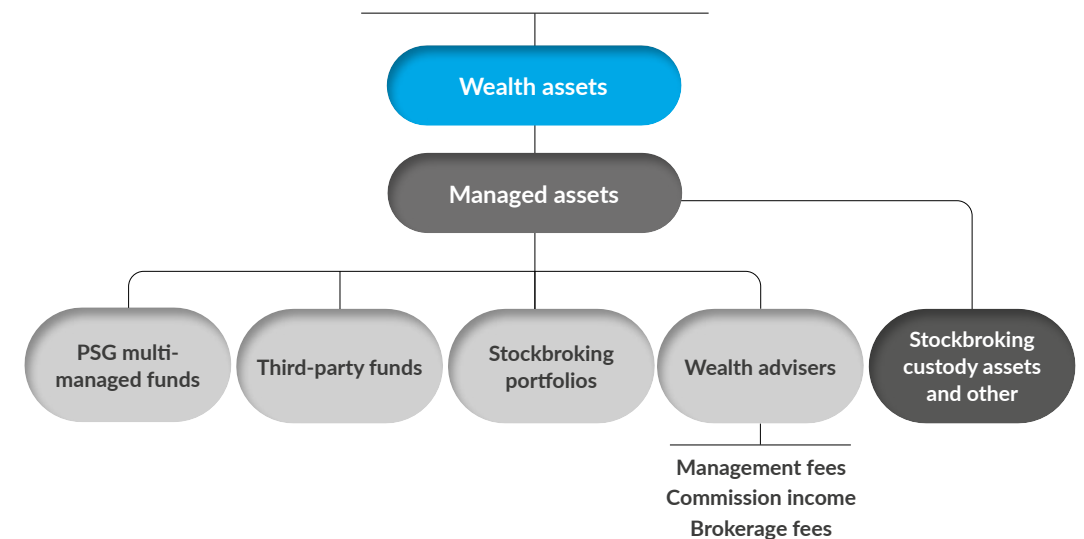 Wealth assets
Managed assets
PSG multi-
managed funds
Third-party funds
Stockbroking
portfolios
Wealth advisers
Stockbroking
custody assets
and other
Management fees
Commission income
Brokerage fees